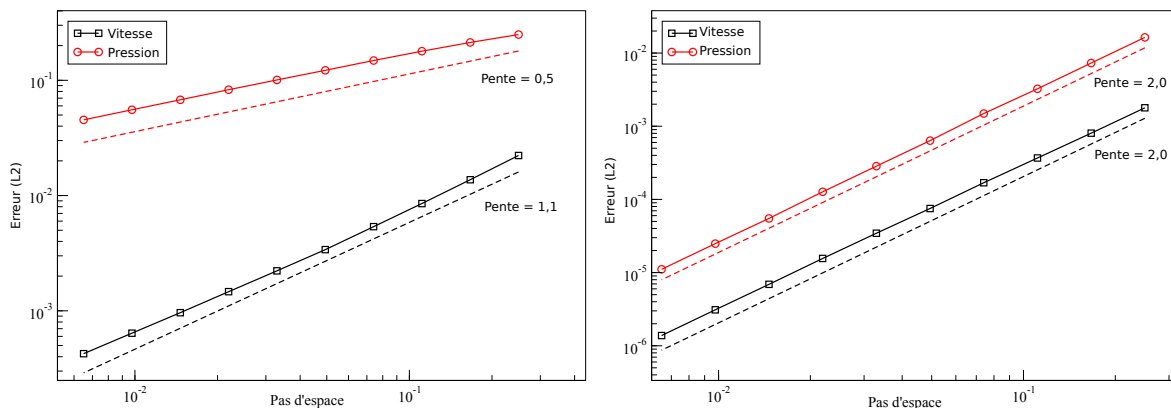 Vitesse
Pression
10⁻¹
10⁻²
10⁻³
Erreur (L2)
Pente = 0,5
Pente = 1,1
10⁻²
10⁻¹
Pas d'espace
Vitesse
Pression
10⁻²
10⁻³
10⁻⁴
10⁻⁵
10⁻⁶
Erreur (L2)
Pente = 2,0
Pente = 2,0
10⁻²
10⁻¹
Pas d'espace